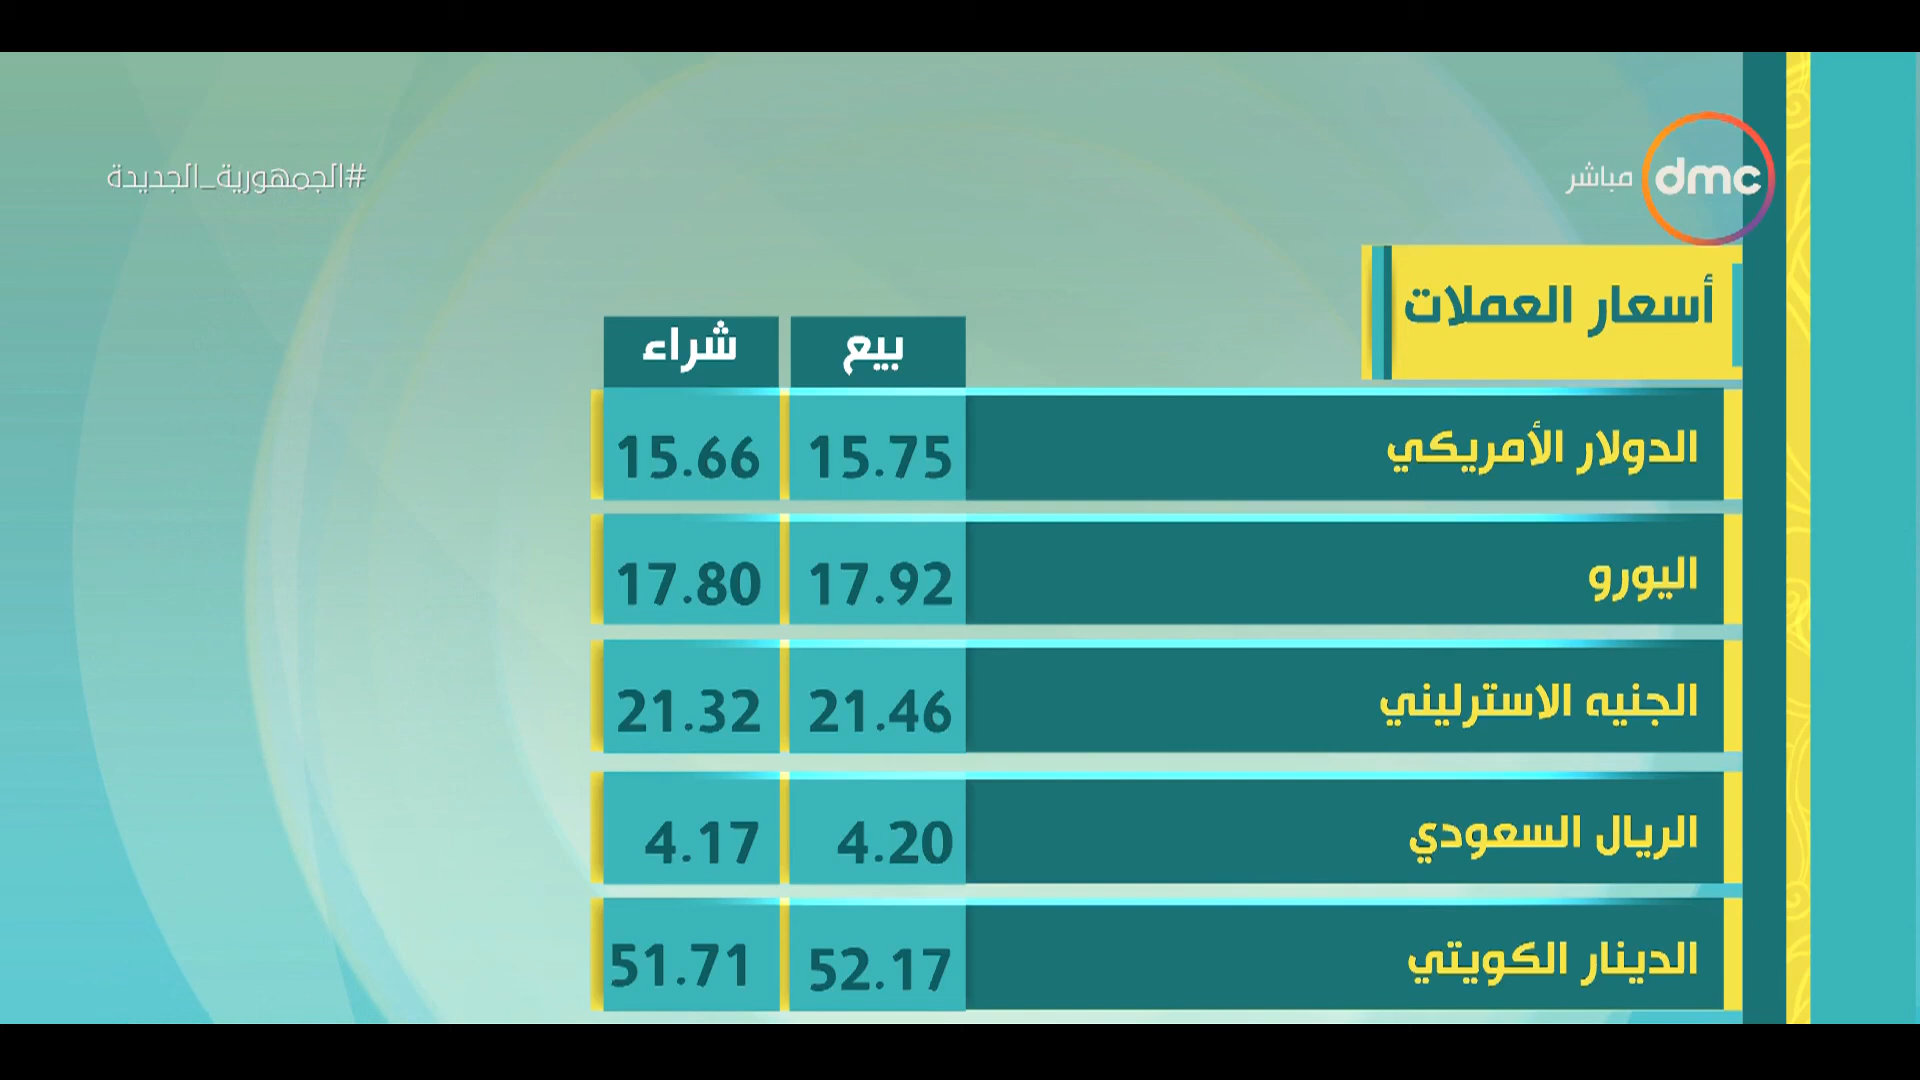 dmc مباشر
#الجمهورية_الجديدة
أسعار العملات
بيع شراء
الدولار الأمريكي 15.75 15.66
اليورو 17.92 17.80
الجنيه الاسترليني 21.46 21.32
الريال السعودي 4.20 4.17
الدينار الكويتي 52.17 51.71